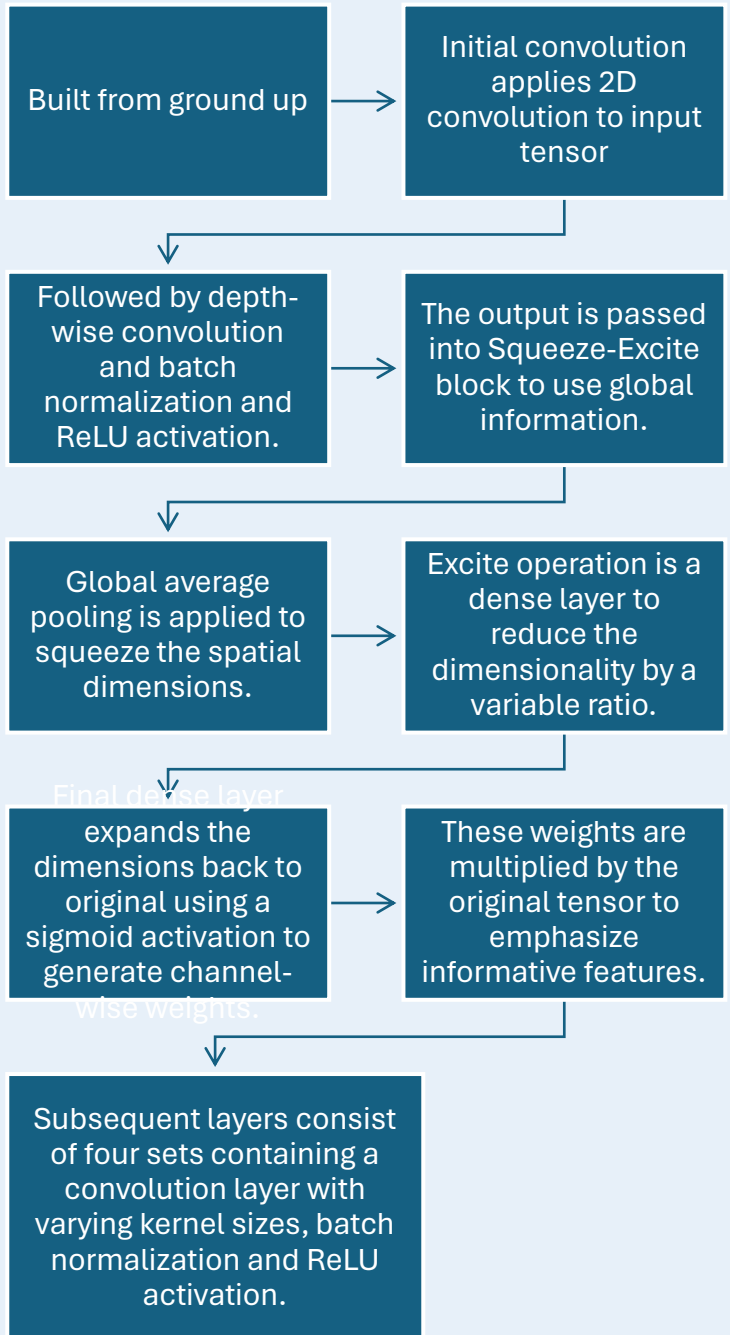 Built from ground up
Initial convolution
applies 2D
convolution to input
tensor
Followed by depth-
wise convolution
and batch
normalization and
ReLU activation.
The output is passed
into Squeeze-Excite
block to use global
information.
Global average
pooling is applied to
squeeze the spatial
dimensions.
Excite operation is a
dense layer to
reduce the
dimensionality by a
variable ratio.
Final dense layer
expands the
dimensions back to
original using a
sigmoid activation to
generate channel-
wise weights.
These weights are
multiplied by the
original tensor to
emphasize
informative features.
Subsequent layers consist
of four sets containing a
convolution layer with
varying kernel sizes, batch
normalization and ReLU
activation.